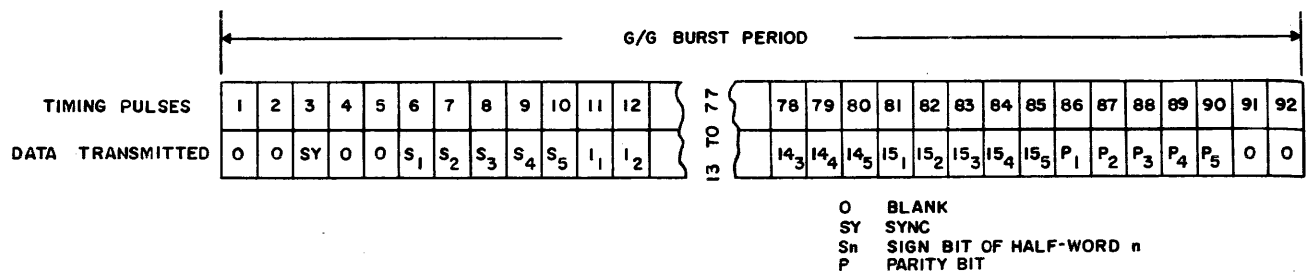 G/G BURST PERIOD
TIMING PULSES 1 2 3 4 5 6 7 8 9 10 11 12 13 TO 77 78 79 80 81 82 83 84 85 86 87 88 89 90 91 92
DATA TRANSMITTED 0 0 SY 0 0 S1 S2 S3 S4 S5 I1 I2 143 144 145 151 152 153 154 155 P1 P2 P3 P4 P5 0 0
0 BLANK
SY SYNC
Sn SIGN BIT OF HALF-WORD n
P PARITY BIT